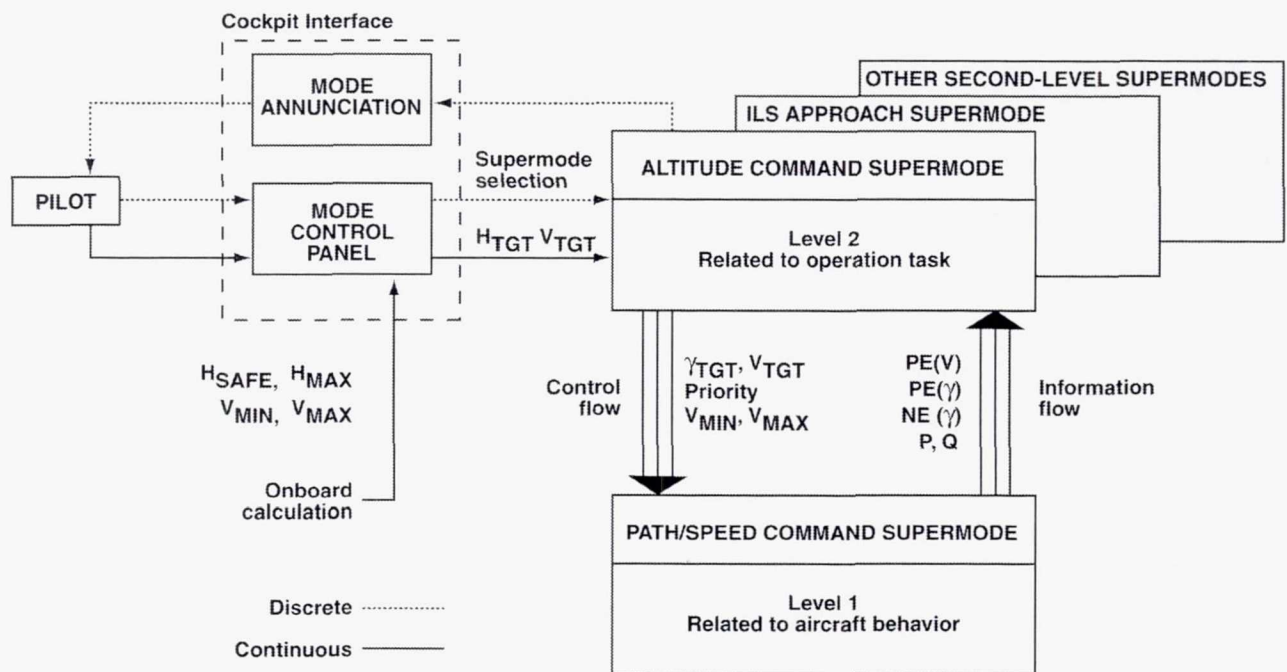 Cockpit Interface
MODE
ANNUNCIATION
OTHER SECOND-LEVEL SUPERMODES
ILS APPROACH SUPERMODE
ALTITUDE COMMAND SUPERMODE
Supermode
selection
PILOT
MODE
CONTROL
PANEL
HTGT VTGT
Level 2
Related to operation task
HSAFE, HMAX
VMIN, VMAX
Control
flow
γTGT, VTGT
Priority
VMIN, VMAX
PE(V)
PE(γ)
NE (γ)
P, Q
Information
flow
Onboard
calculation
PATH/SPEED COMMAND SUPERMODE
Level 1
Related to aircraft behavior
Discrete
Continuous